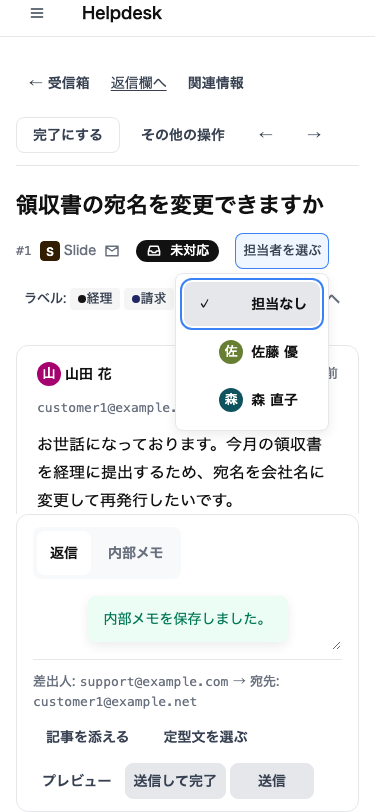 Helpdesk
← 受信箱 返信欄へ 関連情報
完了にする その他の操作 ← →
領収書の宛名を変更できますか
#1 S Slide 未対応 担当者を選ぶ
ラベル: 経理 請求
✓ 担当なし
佐 佐藤 優
森 森 直子
山 山田 花
前
customer1@example.
お世話になっております。今月の領収書
を経理に提出するため、宛名を会社名に
変更して再発行したいです。
返信 内部メモ
内部メモを保存しました。
差出人: support@example.com → 宛先:
customer1@example.net
記事を添える 定型文を選ぶ
プレビュー 送信して完了 送信